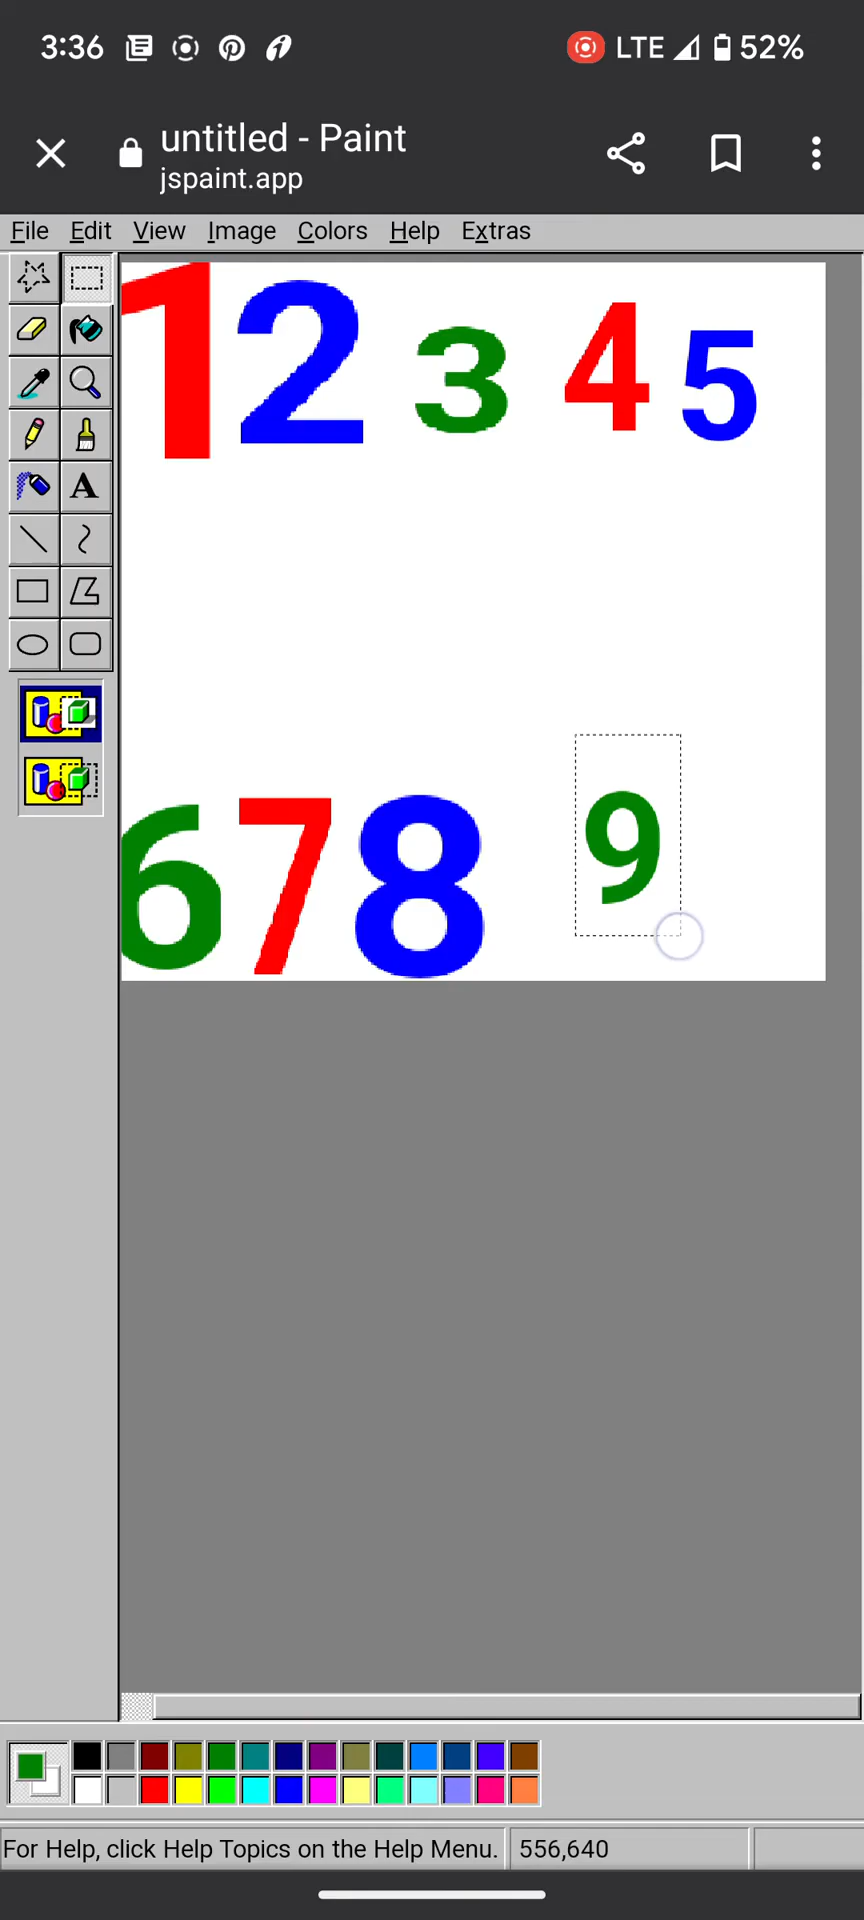 3:36 LTE 52%
untitled - Paint
jspaint.app
File Edit View Image Colors Help Extras
A
1 2 3 4 5
6 7 8 9
For Help, click Help Topics on the Help Menu. 556,640